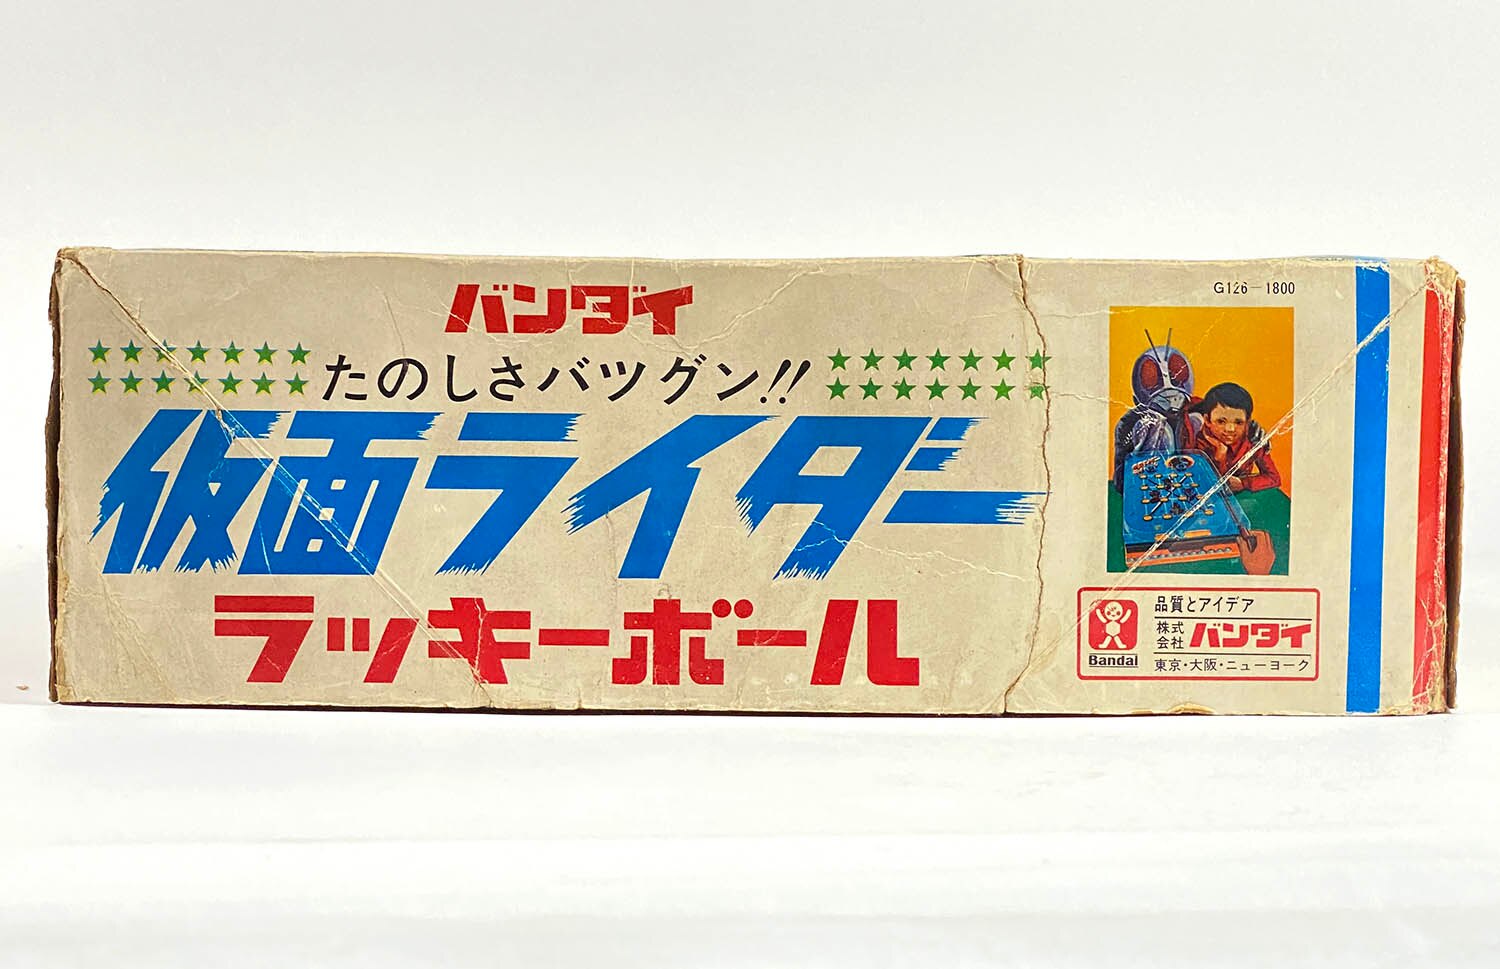 バンダイ
たのしさバツグン!!
仮面ライダー
ラッキーボール
G126-1800
品質とアイデア
株式会社 バンダイ
Bandai
東京・大阪・ニューヨーク